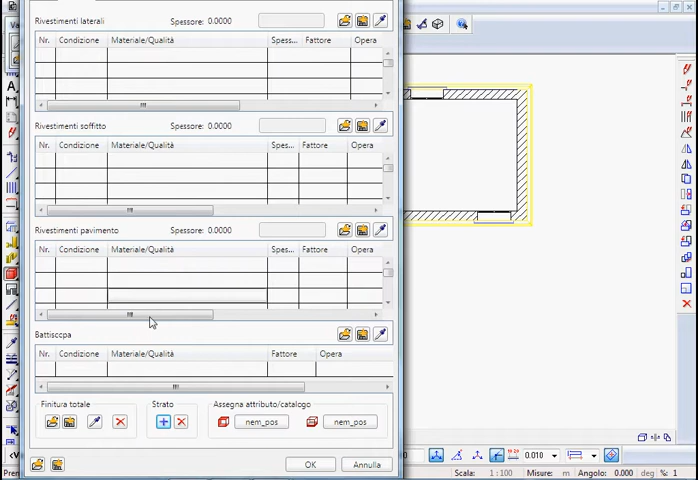 Rivestimenti laterali Spessore: 0.0000
Nr. Condizione Materiale/Qualità Spess... Fattore Opera
Rivestimenti soffitto Spessore: 0.0000
Nr. Condizione Materiale/Qualità Spes... Fattore Opera
Rivestimenti pavimento Spessore: 0.0000
Nr. Condizione Materiale/Qualità Spes... Fattore Opera
Battisccpa
Nr. Condizione Materiale/Qualità Fattore Opera
Finitura totale Strato Assegna attributo/catalogo
nem_pos nem_pos
OK Annulla
0.010
Scala: 1 : 100 Misure: m Angolo: 0.000 %: 1